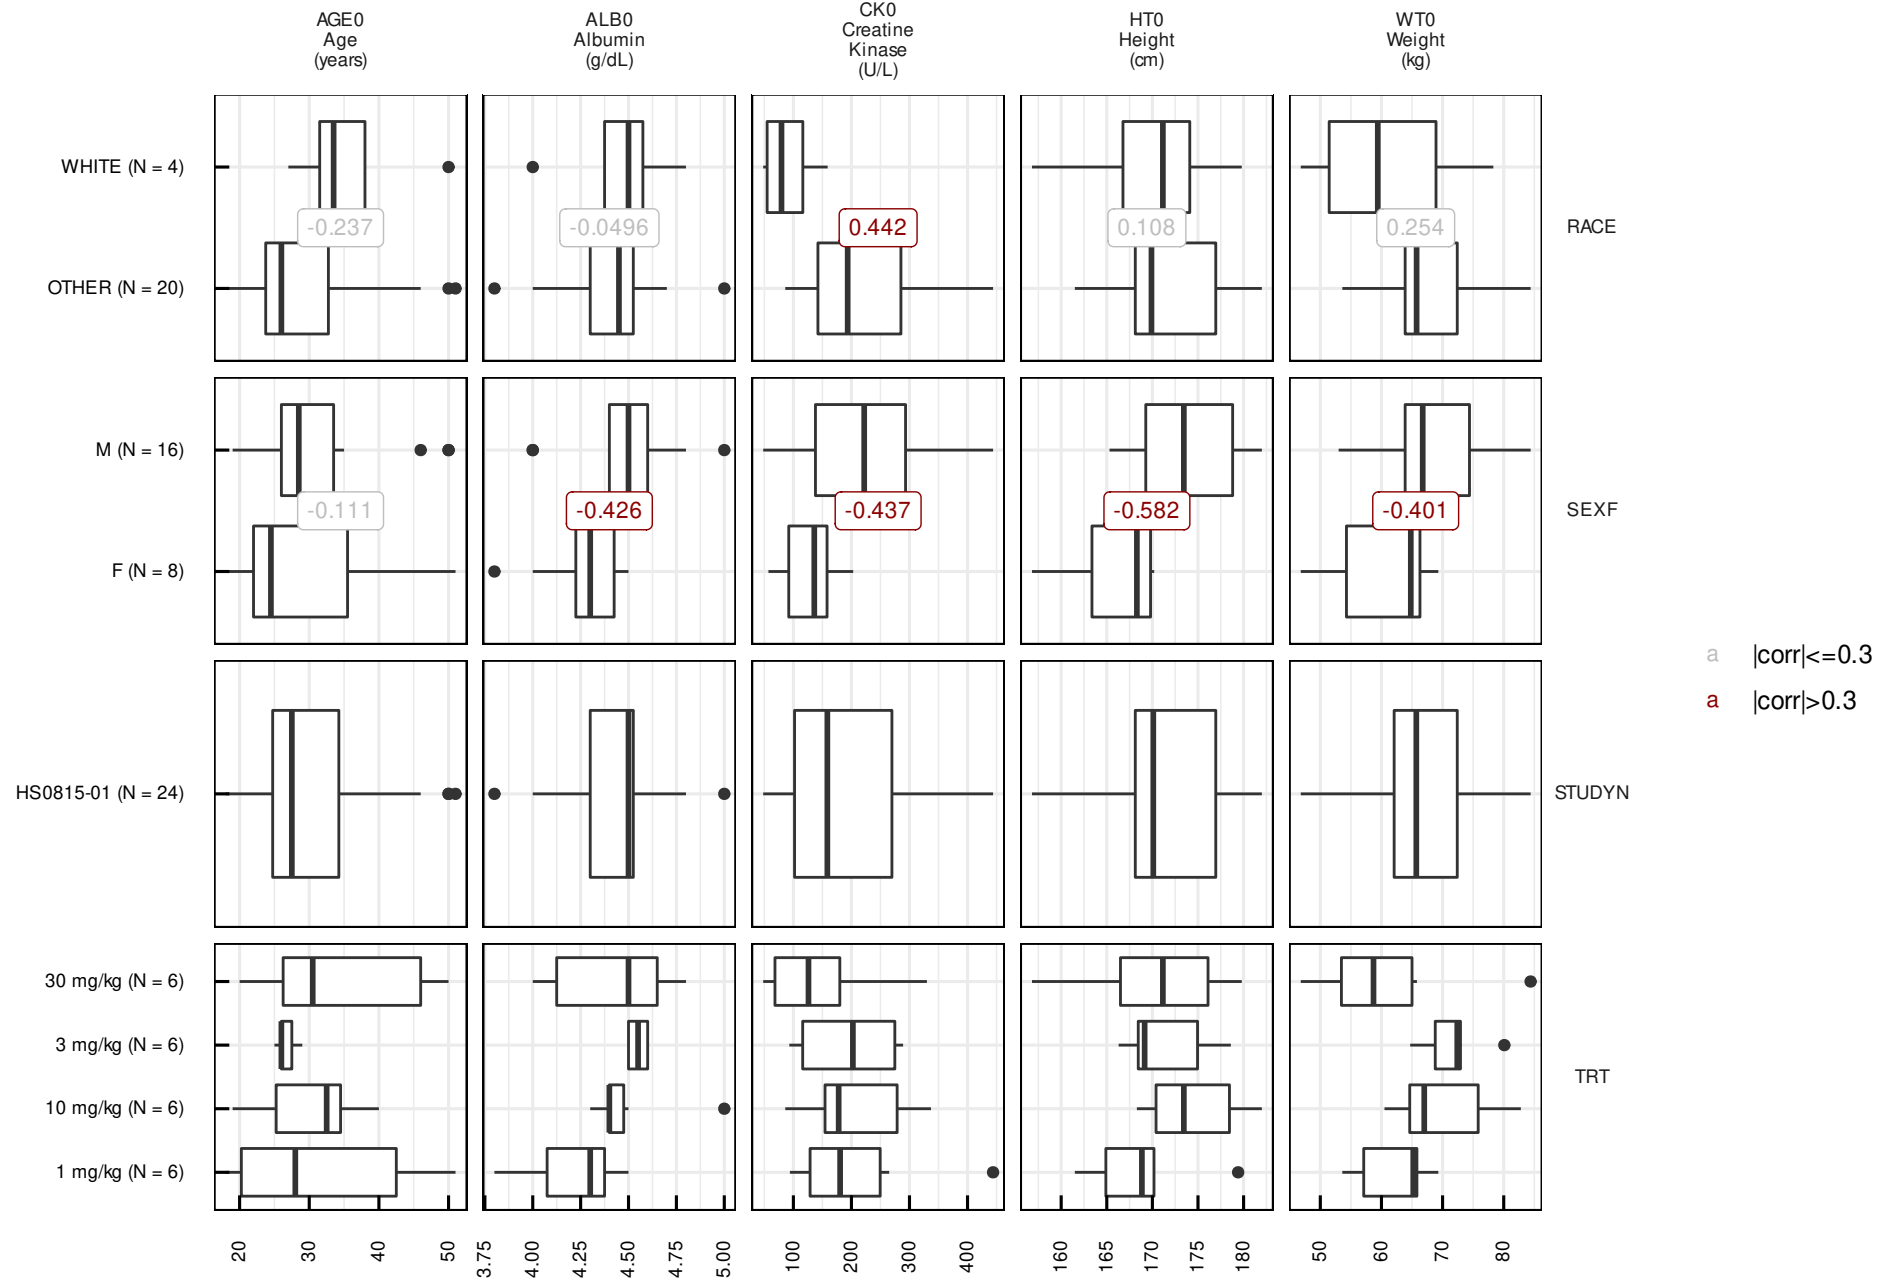 AGE0
Age
(years)
ALB0
Albumin
(g/dL)
CK0
Creatine
Kinase
(U/L)
HT0
Height
(cm)
WT0
Weight
(kg)
WHITE (N = 4)
OTHER (N = 20)
-0.237
-0.0496
0.442
0.108
0.254
RACE
M (N = 16)
F (N = 8)
-0.111
-0.426
-0.437
-0.582
-0.401
SEXF
HS0815-01 (N = 24)
STUDYN
30 mg/kg (N = 6)
3 mg/kg (N = 6)
10 mg/kg (N = 6)
1 mg/kg (N = 6)
TRT
20
30
40
50
3.75
4.00
4.25
4.50
4.75
5.00
100
200
300
400
160
165
170
175
180
50
60
70
80
a |corr|<=0.3
a |corr|>0.3